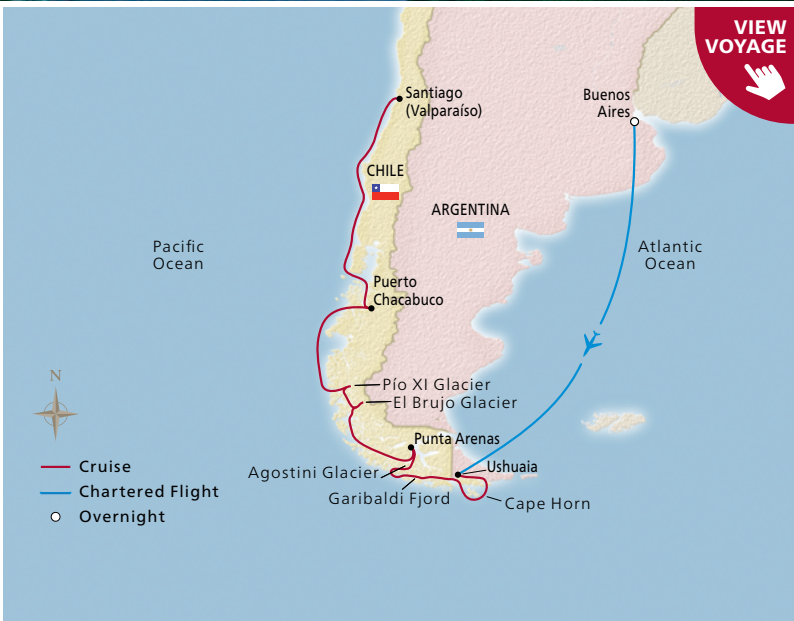 VIEW
VOYAGE
Santiago
(Valparaíso)
Buenos
Aires
CHILE
ARGENTINA
Pacific
Ocean
Atlantic
Ocean
Puerto
Chacabuco
N
Pío XI Glacier
El Brujo Glacier
Punta Arenas
Cruise
Agostini Glacier
Ushuaia
Chartered Flight
Garibaldi Fjord
Cape Horn
Overnight